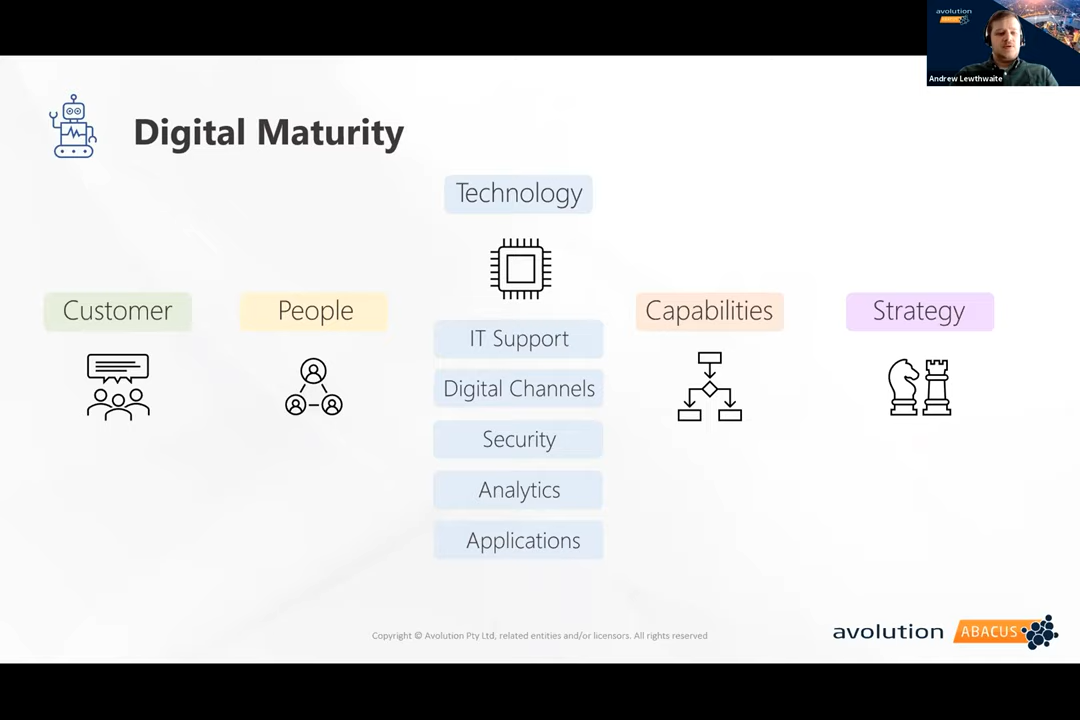 avolution
Andrew Lewthwaite
Digital Maturity
Technology
Customer
People
Capabilities
Strategy
IT Support
Digital Channels
Security
Analytics
Applications
Copyright © Avolution Pty Ltd, related entities and/or licensors. All rights reserved
avolution
ABACUS